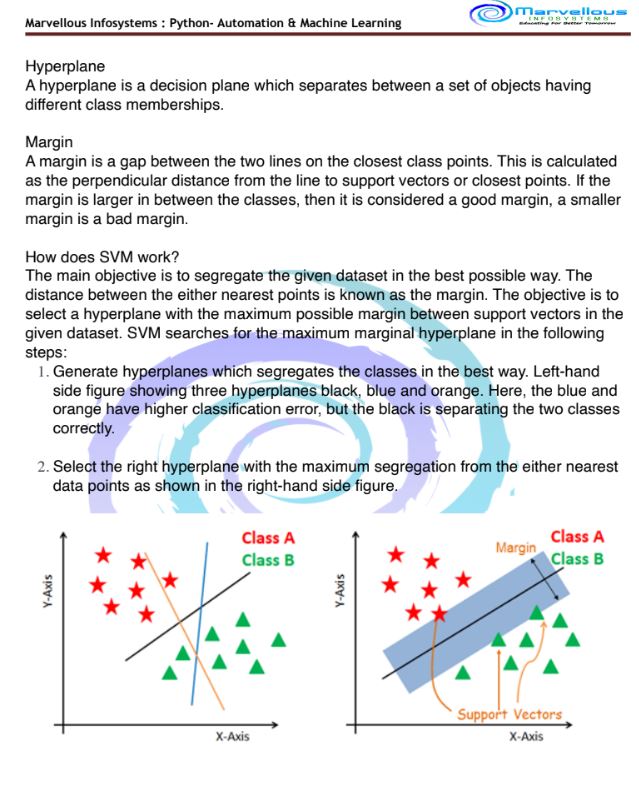 Marvellous Infosystems : Python- Automation & Machine Learning
Marvellous
INFOSYSTEMS
Educating for Better Tomorrow
Hyperplane
A hyperplane is a decision plane which separates between a set of objects having
different class memberships.
Margin
A margin is a gap between the two lines on the closest class points. This is calculated
as the perpendicular distance from the line to support vectors or closest points. If the
margin is larger in between the classes, then it is considered a good margin, a smaller
margin is a bad margin.
How does SVM work?
The main objective is to segregate the given dataset in the best possible way. The
distance between the either nearest points is known as the margin. The objective is to
select a hyperplane with the maximum possible margin between support vectors in the
given dataset. SVM searches for the maximum marginal hyperplane in the following
steps:
1. Generate hyperplanes which segregates the classes in the best way. Left-hand
side figure showing three hyperplanes black, blue and orange. Here, the blue and
orange have higher classification error, but the black is separating the two classes
correctly.
2. Select the right hyperplane with the maximum segregation from the either nearest
data points as shown in the right-hand side figure.
Class A
Class B
Y-Axis
X-Axis
Class A
Margin
Class B
Y-Axis
Support Vectors
X-Axis